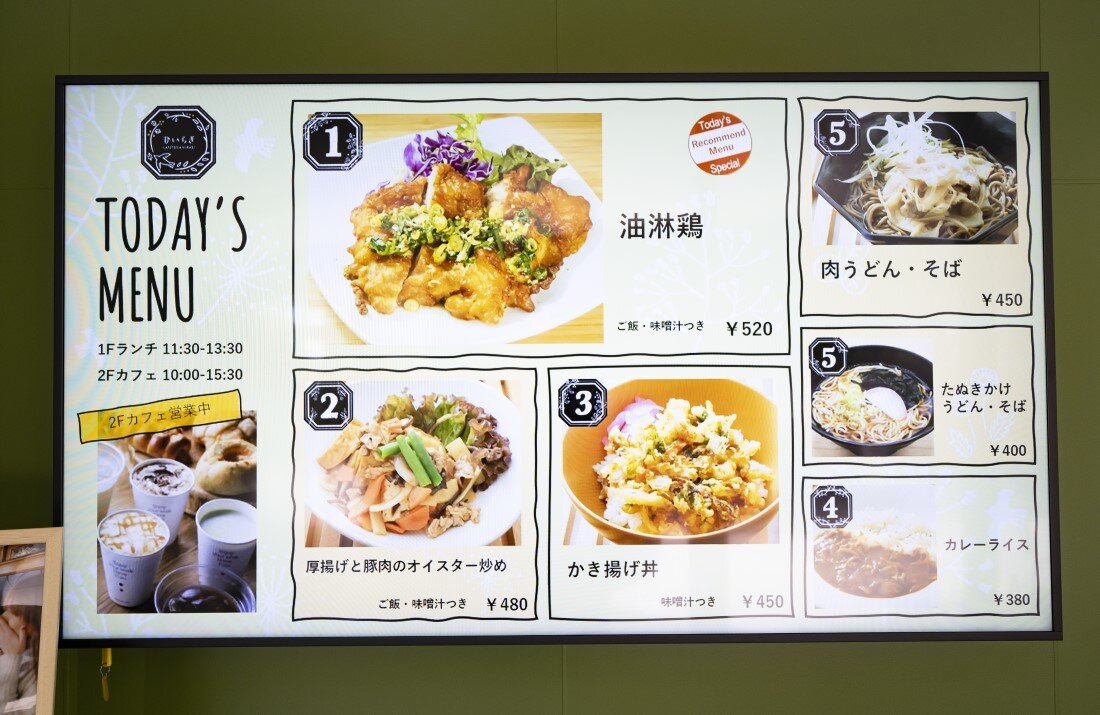 めいらぎ
TODAY'S
MENU
1Fランチ 11:30-13:30
2Fカフェ 10:00-15:30
2Fカフェ営業中
1
Today's
Recommend
Menu
Special
油淋鶏
ご飯・味噌汁つき ￥520
2
厚揚げと豚肉のオイスター炒め
ご飯・味噌汁つき ￥480
3
かき揚げ丼
味噌汁つき ￥450
5
肉うどん・そば
￥450
5
たぬきかけ
うどん・そば
￥400
4
カレーライス
￥380